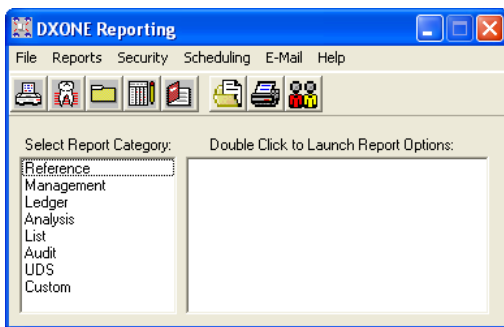 DXONE Reporting
File Reports Security Scheduling E-Mail Help
Select Report Category: Double Click to Launch Report Options:
Reference
Management
Ledger
Analysis
List
Audit
UDS
Custom